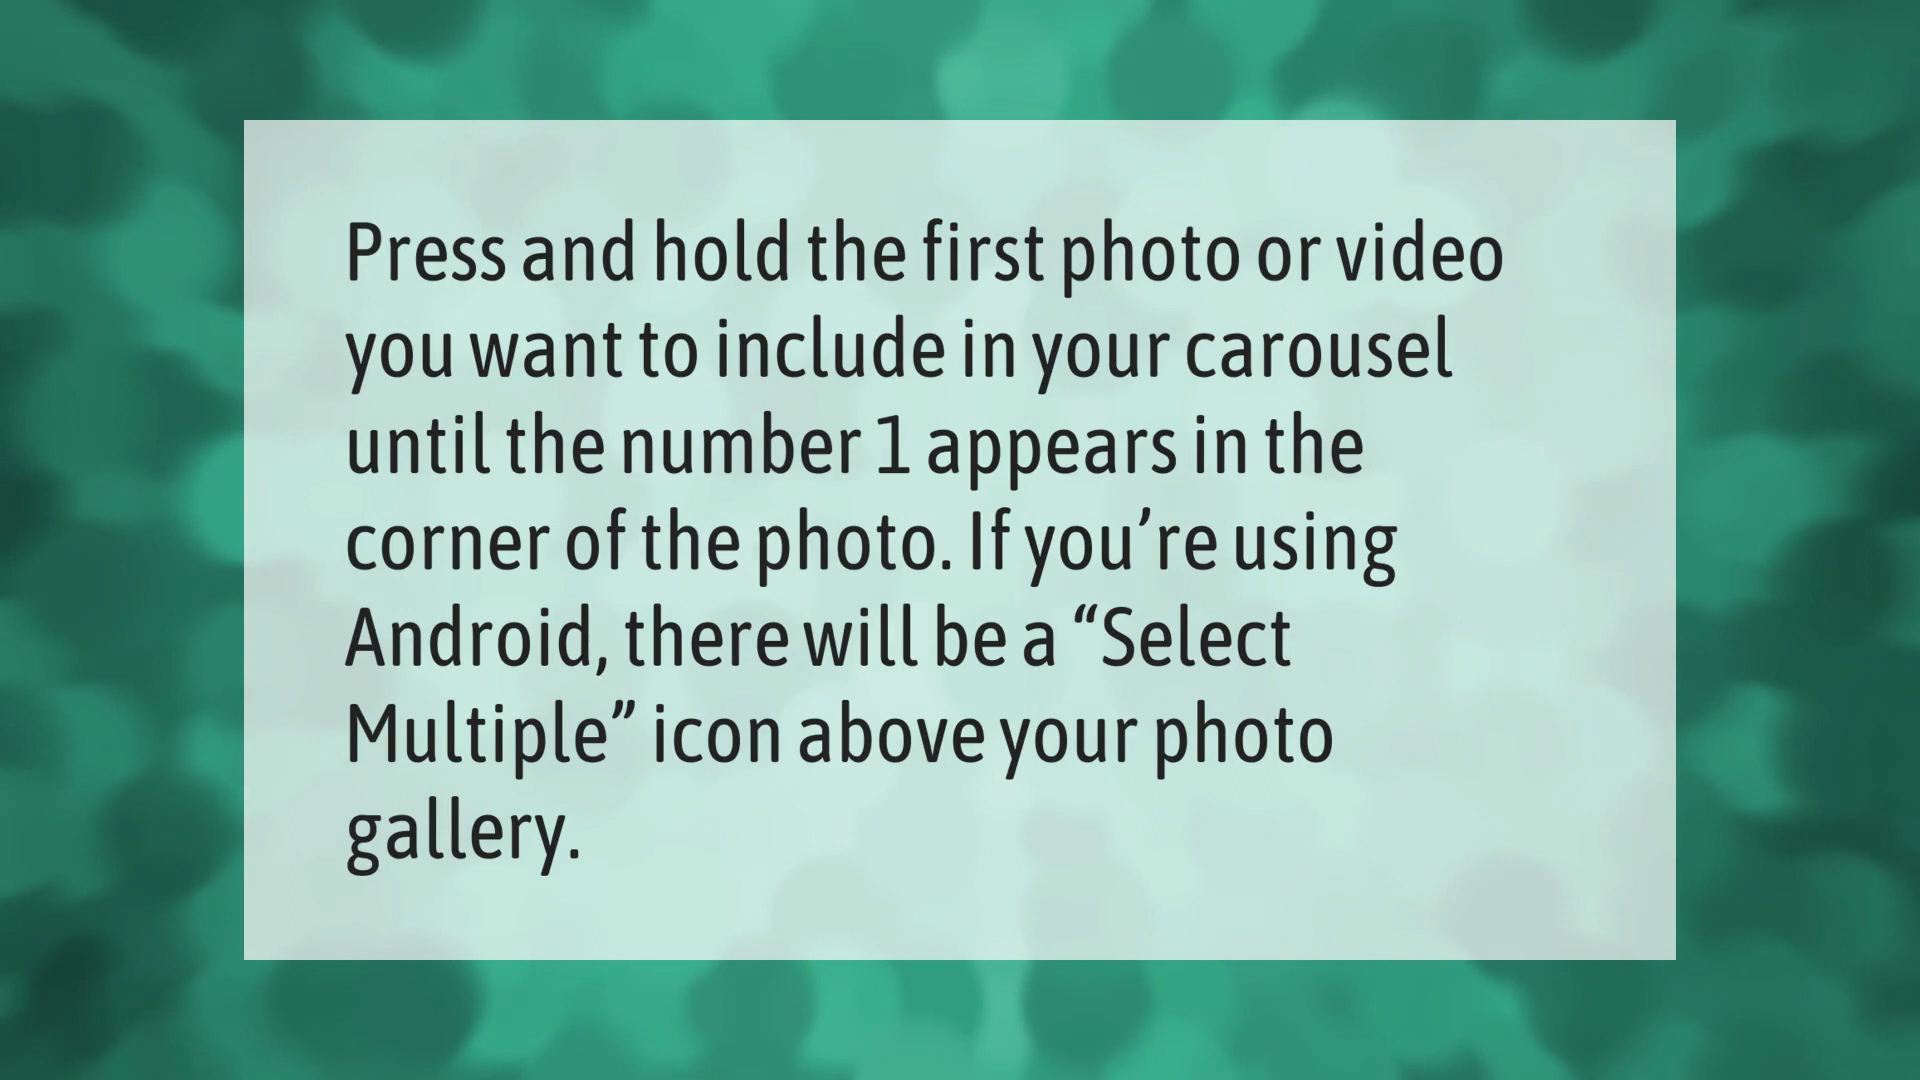 Press and hold the first photo or video
you want to include in your carousel
until the number 1 appears in the
corner of the photo. If you’re using
Android, there will be a “Select
Multiple” icon above your photo
gallery.